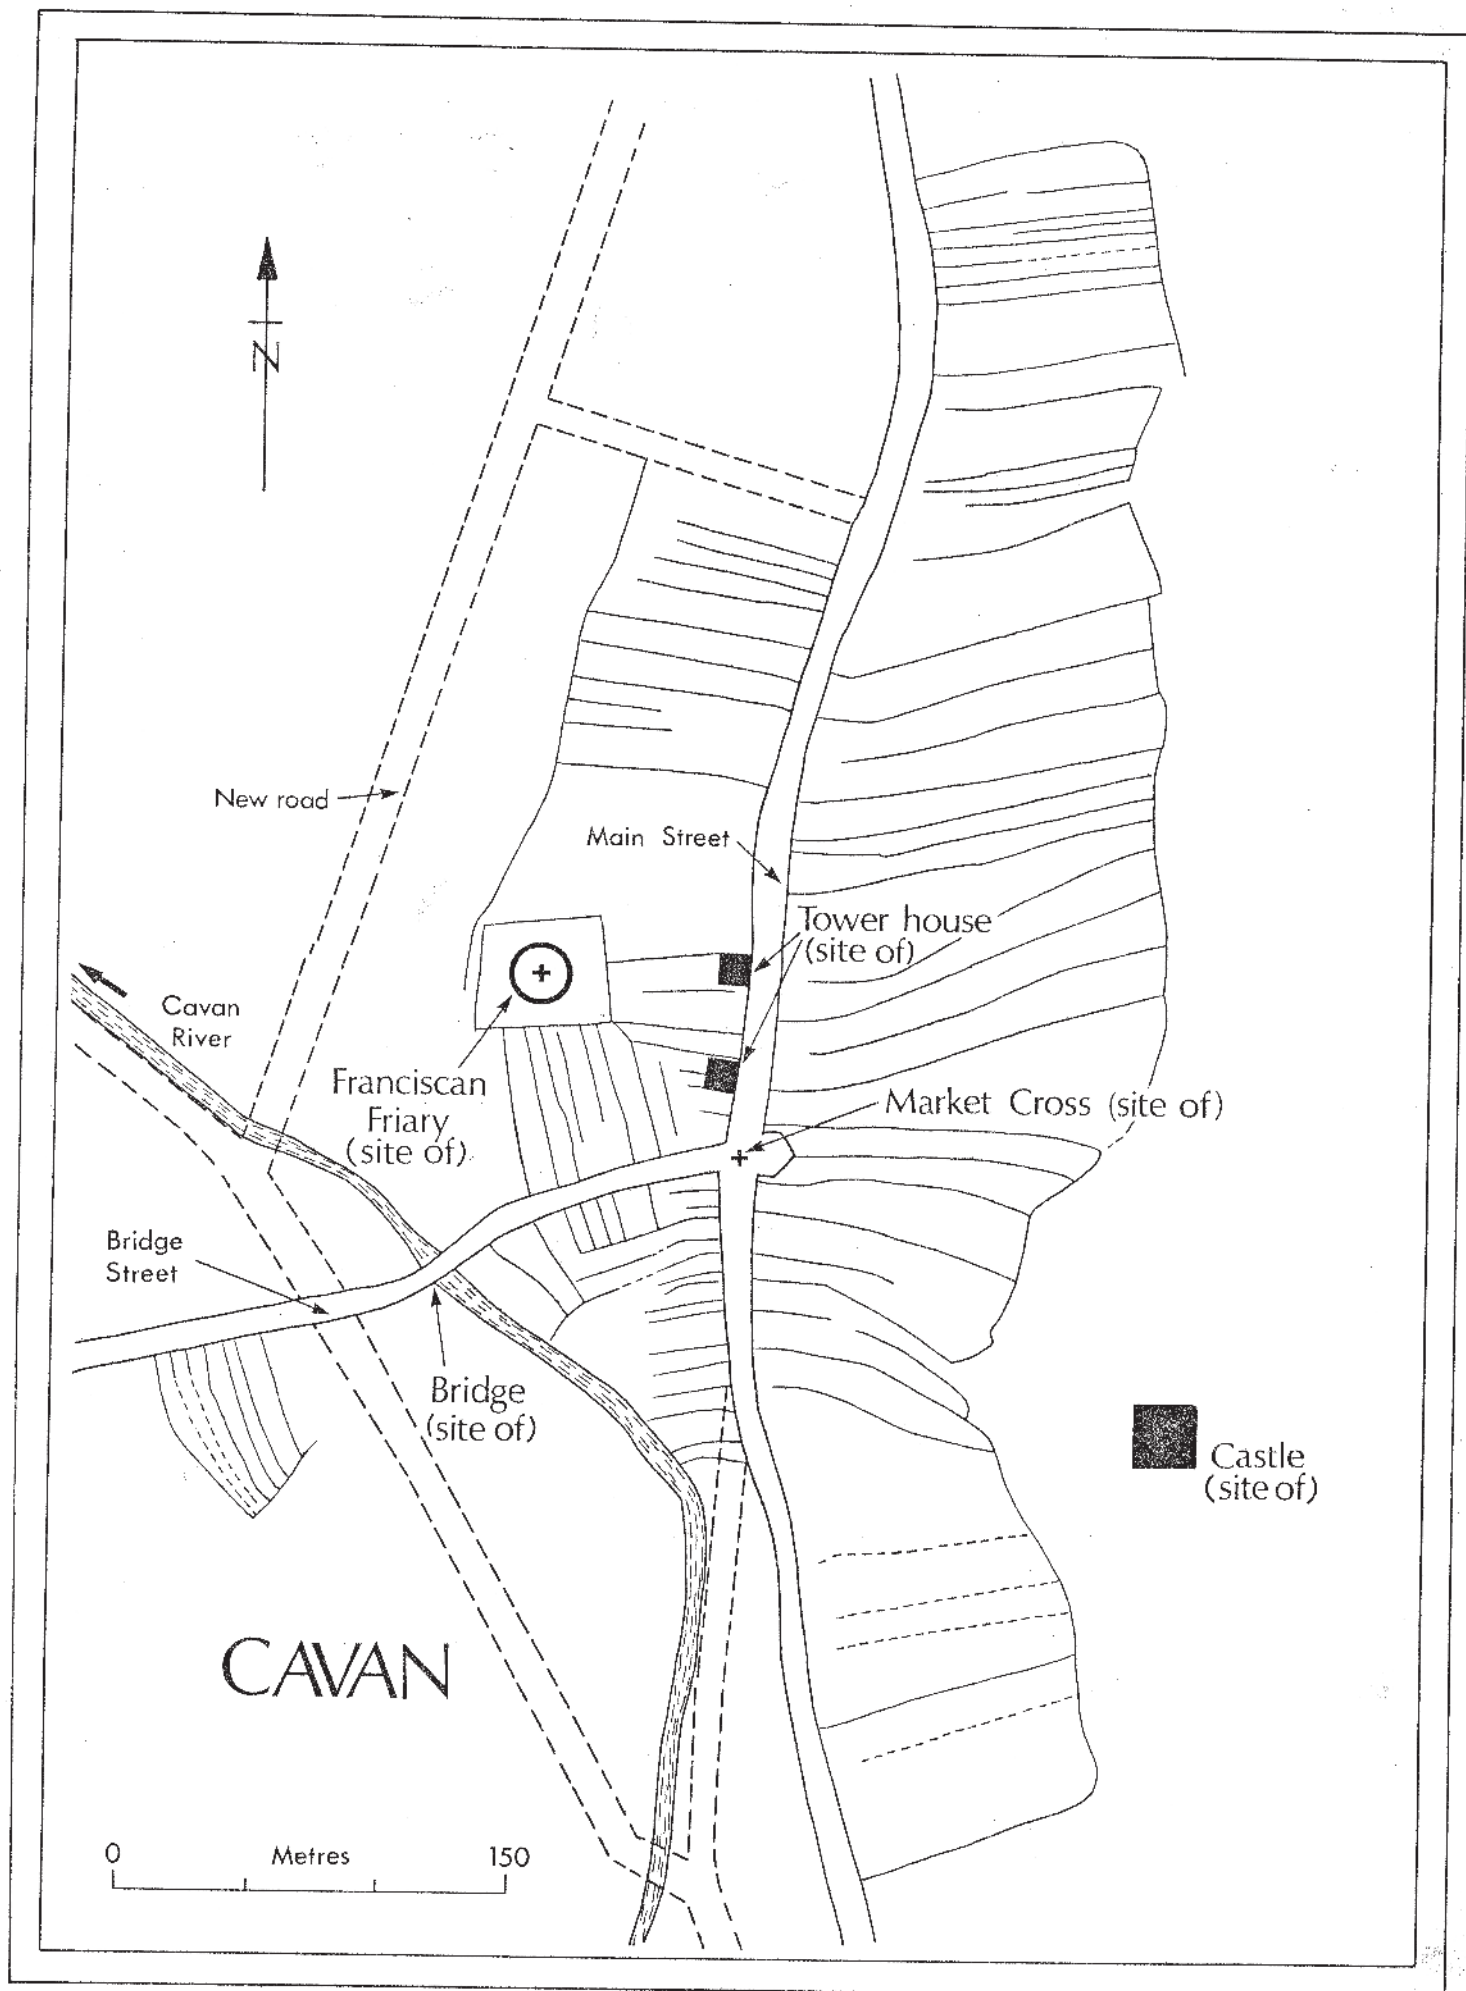 N
New road
Main Street
Tower house
(site of)
Cavan
River
Franciscan
Friary
(site of)
Market Cross (site of)
Bridge
Street
Bridge
(site of)
Castle
(site of)
CAVAN
0 Metres 150